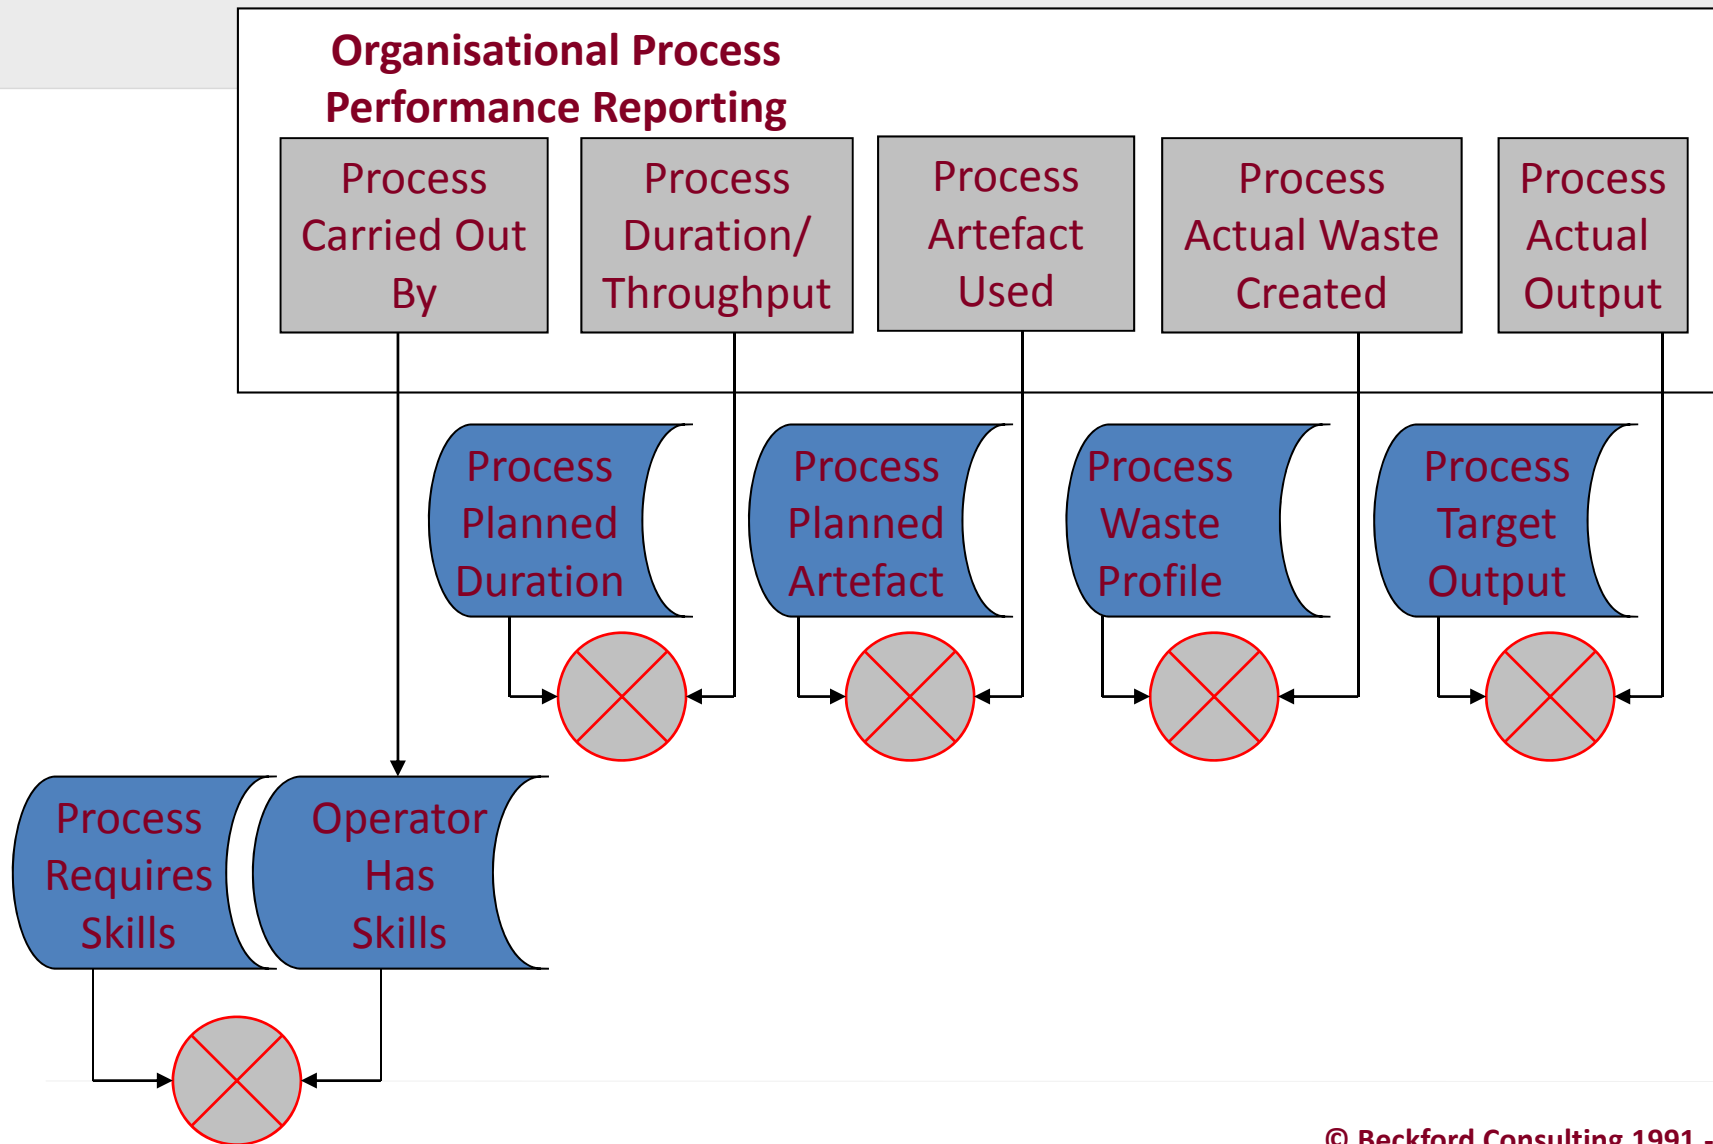 Organisational Process
Performance Reporting
Process
Carried Out
By
Process
Duration/
Throughput
Process
Artefact
Used
Process
Actual Waste
Created
Process
Actual
Output
Process
Planned
Duration
Process
Planned
Artefact
Process
Waste
Profile
Process
Target
Output
Process
Requires
Skills
Operator
Has
Skills
© Beckford Consulting 1991 -